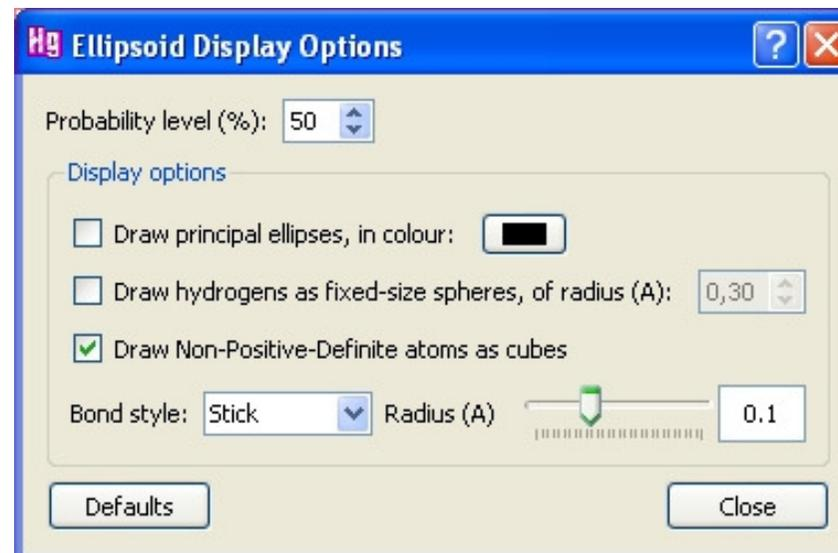 Hg Ellipsoid Display Options
Probability level (%): 50
Display options
Draw principal ellipses, in colour:
Draw hydrogens as fixed-size spheres, of radius (A): 0,30
Draw Non-Positive-Definite atoms as cubes
Bond style: Stick Radius (A) 0.1
Defaults Close